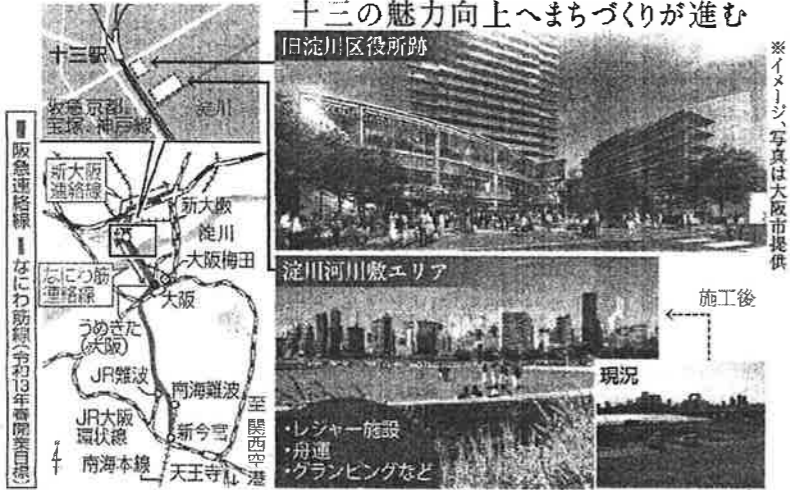 十三の魅力向上へまちづくりが進む
十三駅
阪急京都、
宝塚、神戸線
淀川
旧淀川区役所跡
※イメージ、写真は大阪市提供
阪急連絡線
なにわ筋線(令和13年春開業目標)
新大阪
連絡線
新大阪
淀川
大阪梅田
なにわ筋
連絡線
大阪
うめきた
(大阪)
JR難波
南海難波
JR大阪
環状線
新今宮
南海本線
天王寺
至関西空港
淀川河川敷エリア
施工後
現況
・レジャー施設
・舟運
・グランピングなど